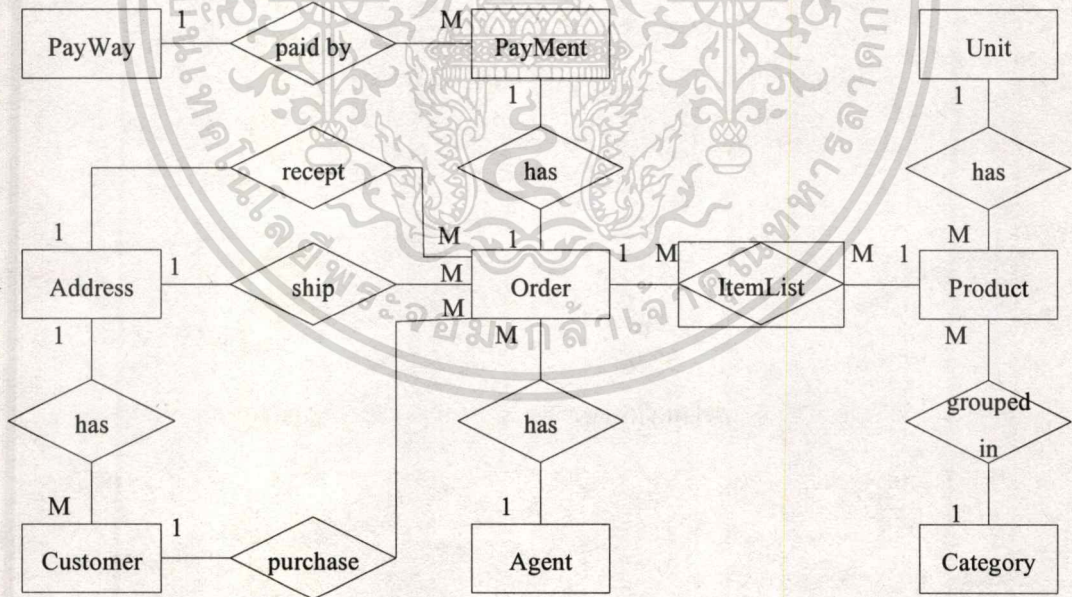 1 M
PayWay paid by PayMent Unit
1 1
recept has has
1 M 1 M
1 1 M M 1
Address ship M Order ItemList Product
M
1 M M
has has grouped
in
M 1 1 1
Customer purchase Agent Category